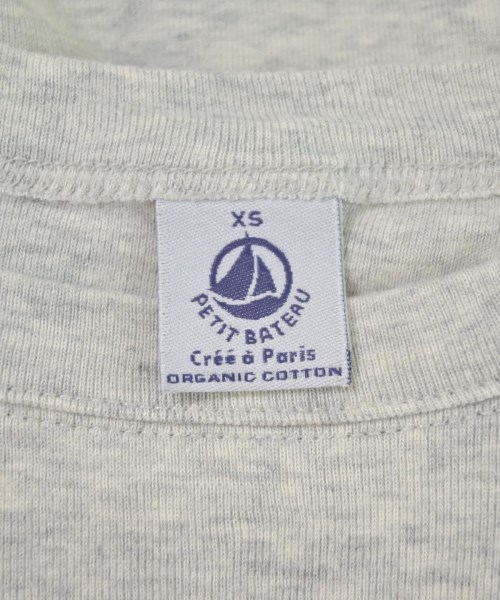 XS
PETIT BATEAU
Créé à Paris
ORGANIC COTTON